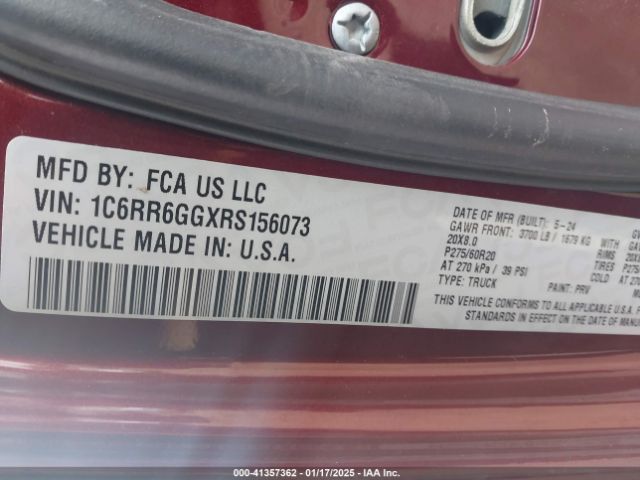 MFD BY: FCA US LLC
VIN: 1C6RR6GGXRS156073
VEHICLE MADE IN: U.S.A.
DATE OF MFR (BUILT): 5-24
GAWR FRONT: 3700 LB / 1679 KG WITH
20X8.0 RIMS
P275/60R20 TIRES
AT 270 kPa / 39 PSI COLD
TYPE: TRUCK PAINT: PRV
THIS VEHICLE CONFORMS TO ALL APPLICABLE U.S.A.
STANDARDS IN EFFECT ON THE DATE OF
000-41357362 - 01/17/2025 - IAA Inc.